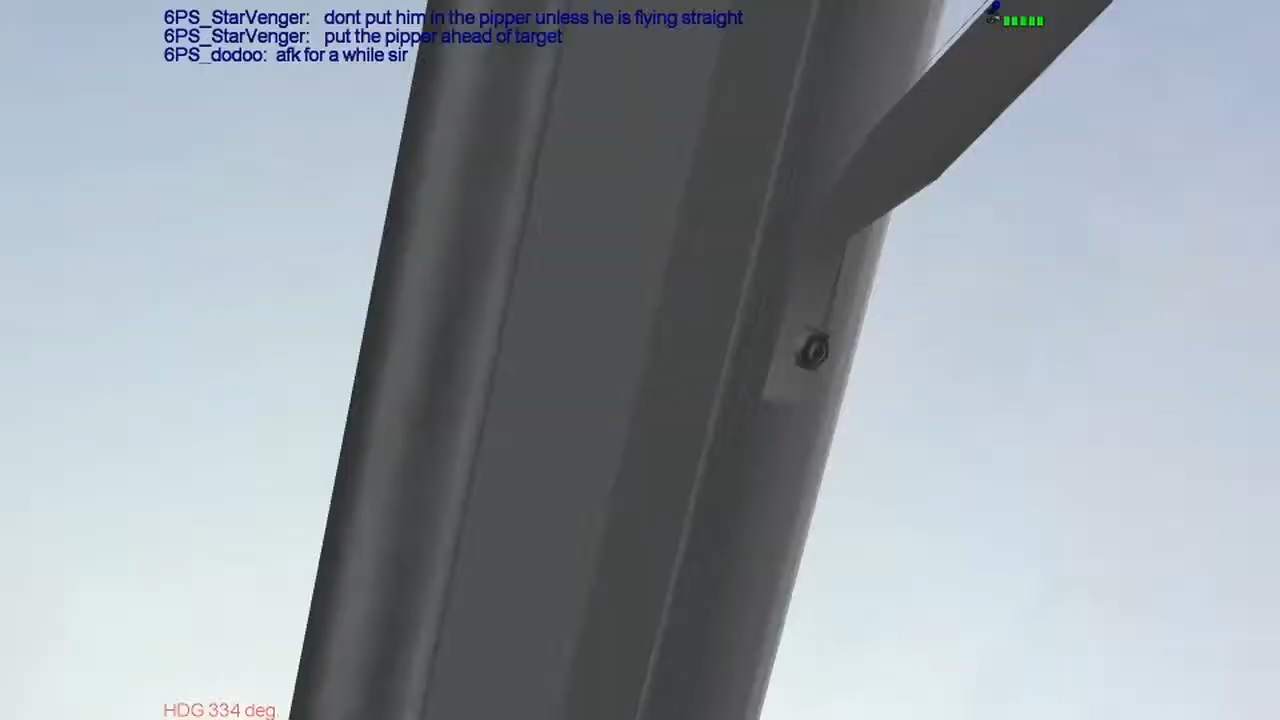 6PS_StarVenger: dont put him in the pipper unless he is flying straight
6PS_StarVenger: put the pipper ahead of target
6PS_dodoo: afk for a while sir
HDG 334 deg.